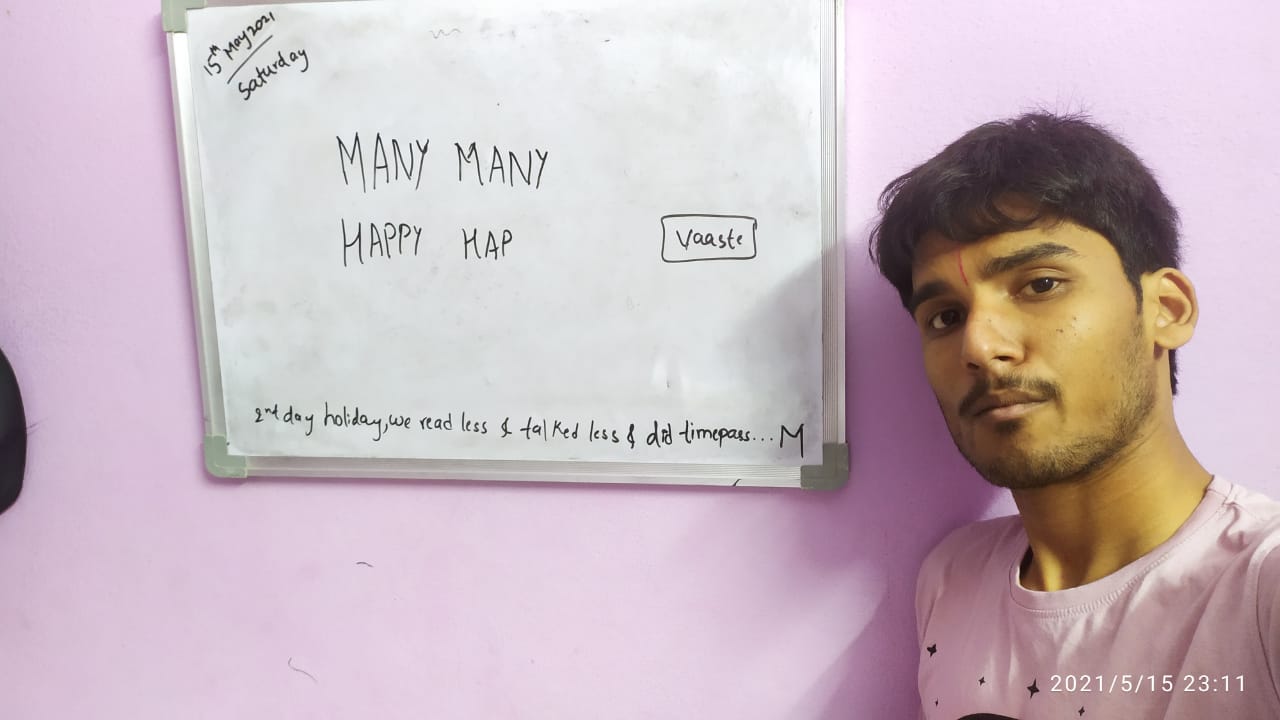 15th May 2021
Saturday
MANY MANY
HAPPY HAP
Vaaste
2nd day holiday, we read less & talked less & did timepass... M
2021/5/15 23:11